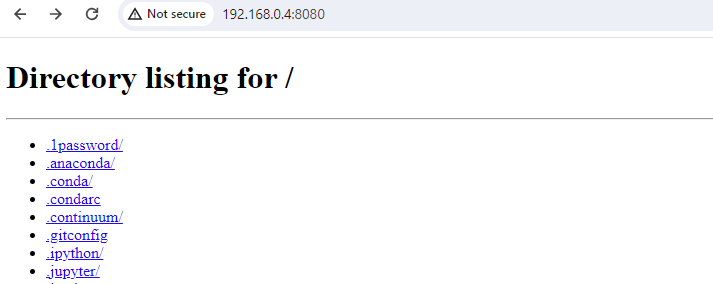 Not secure 192.168.0.4:8080
Directory listing for /
.1password/
.anaconda/
.conda/
.condarc
.continuum/
.gitconfig
.ipython/
.jupyter/